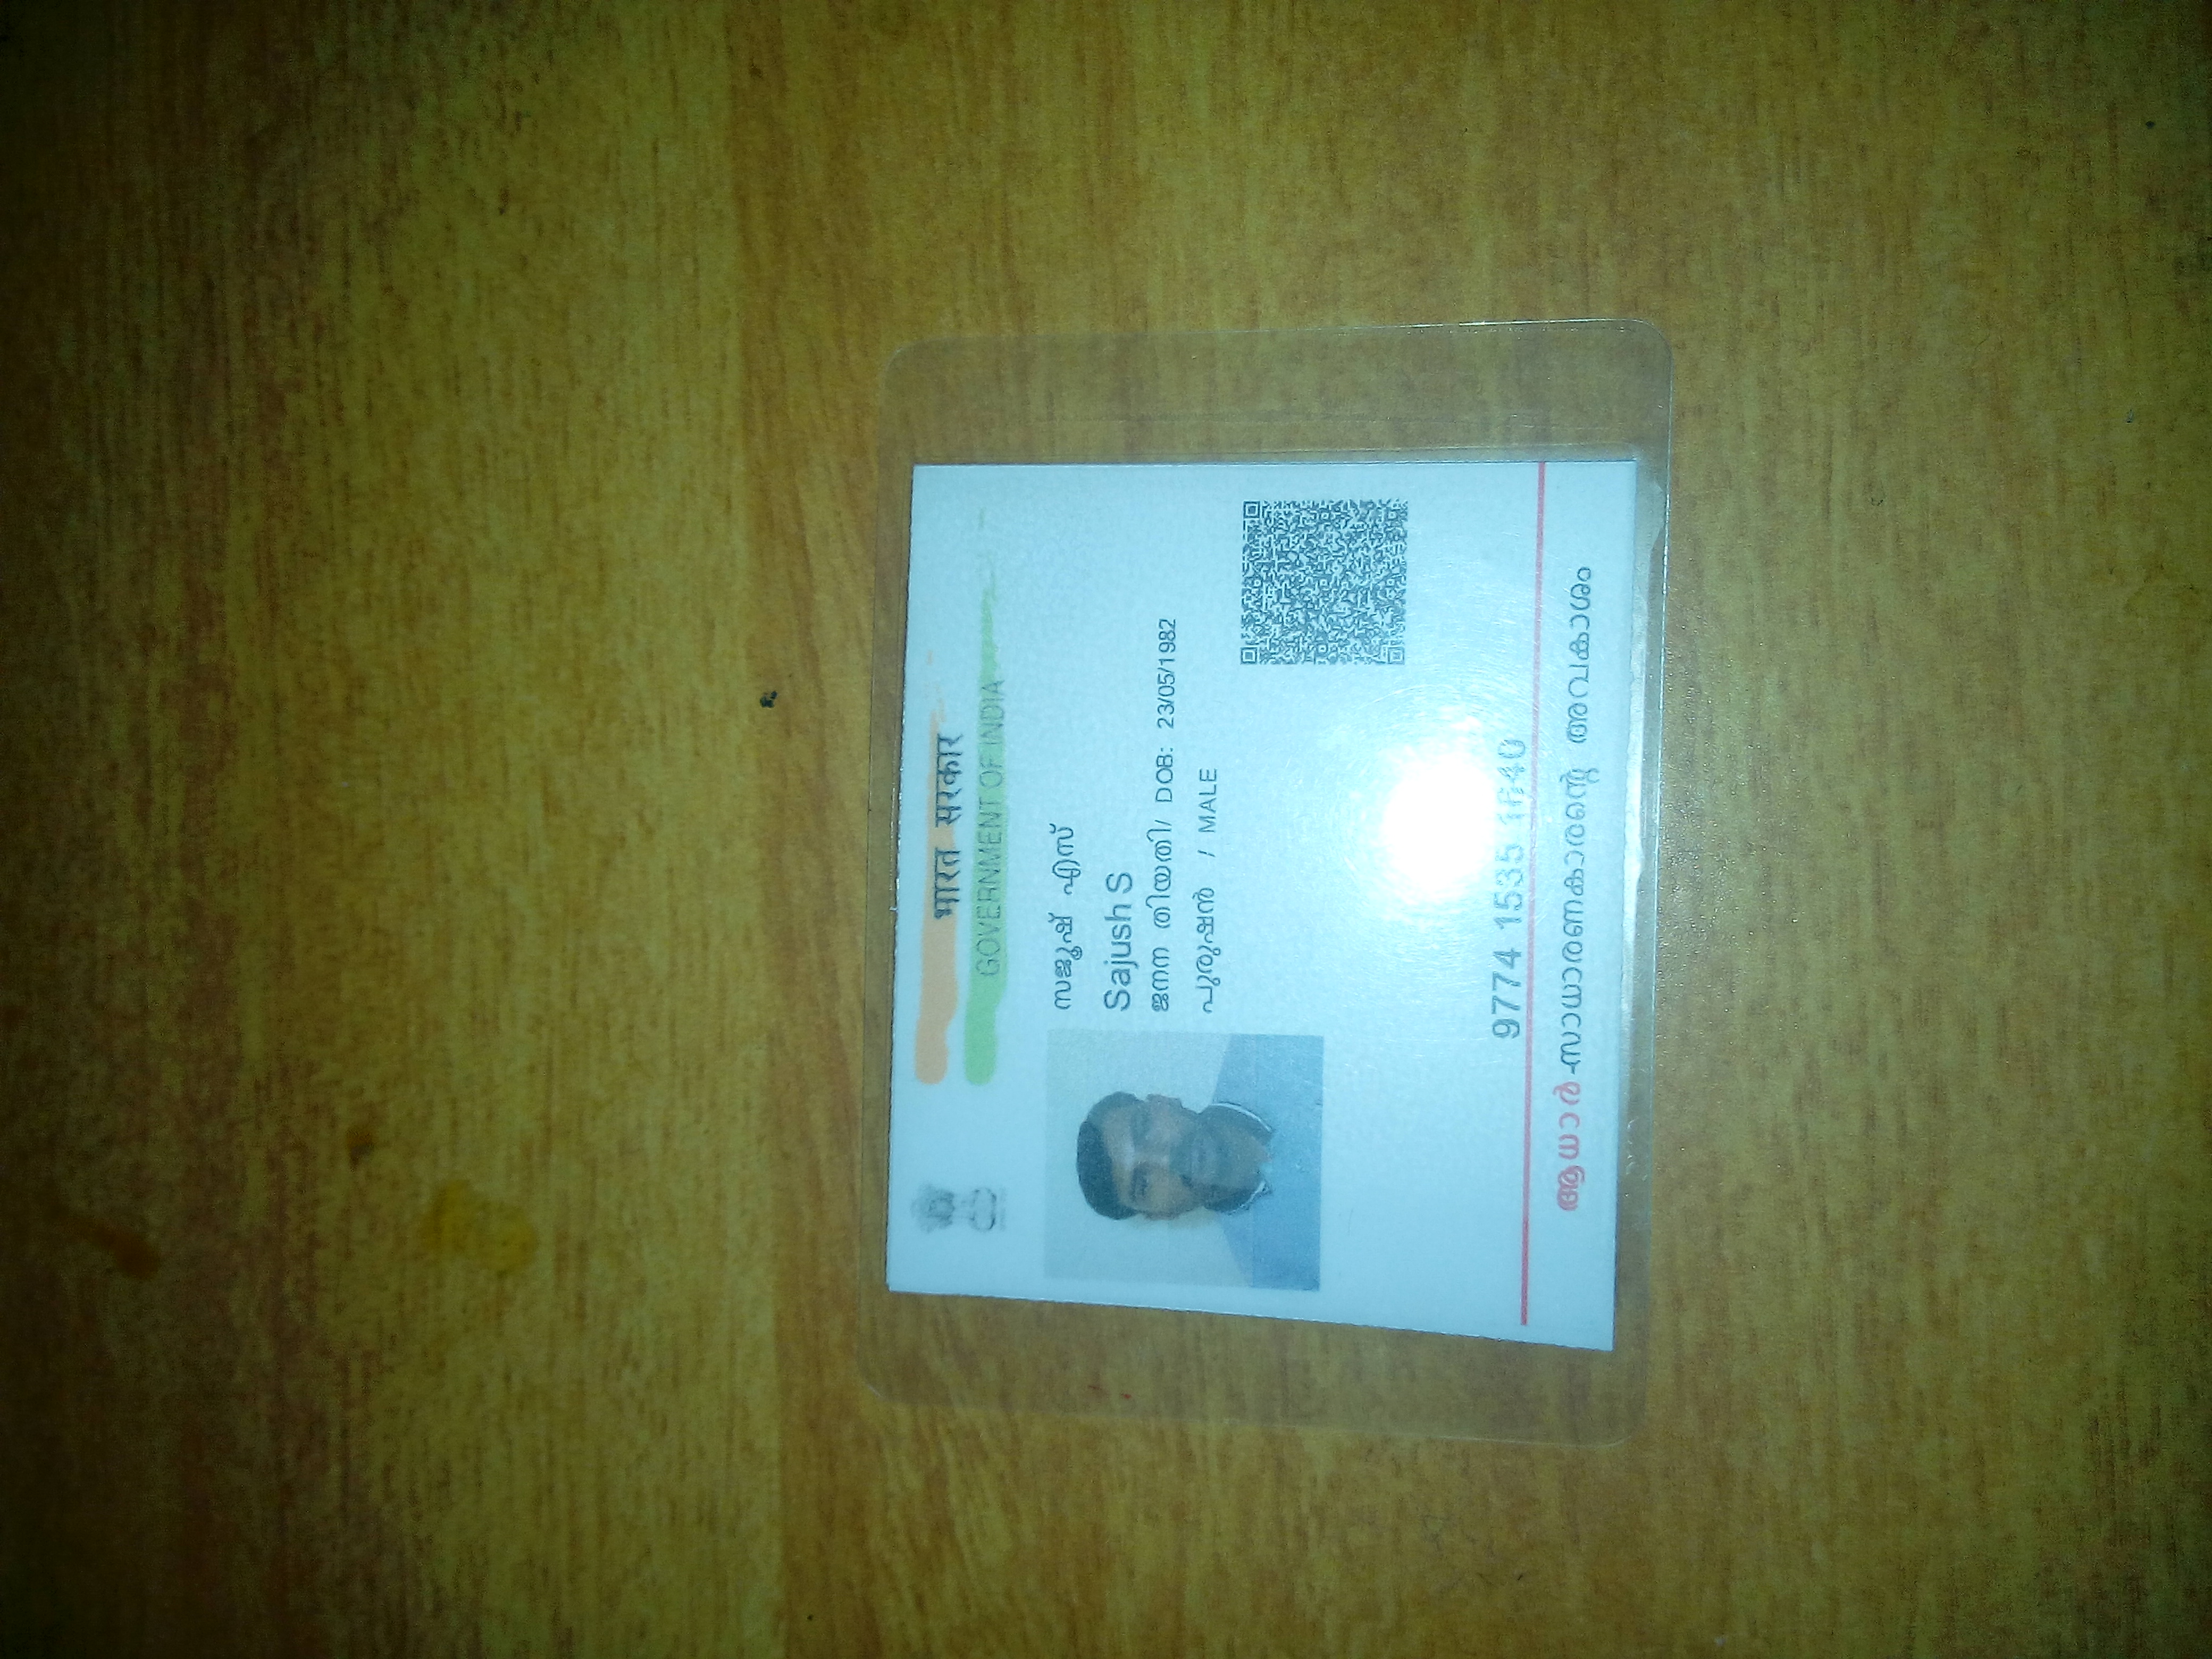 भारत सरकार
GOVERNMENT OF INDIA
സജൂഷ് എസ്
Sajush S
ജനന തിയതി/ DOB: 23/05/1982
പുരുഷൻ / MALE
9774 1535
ആധാർ-സാധാരണകാരന്റെ അവകാശം